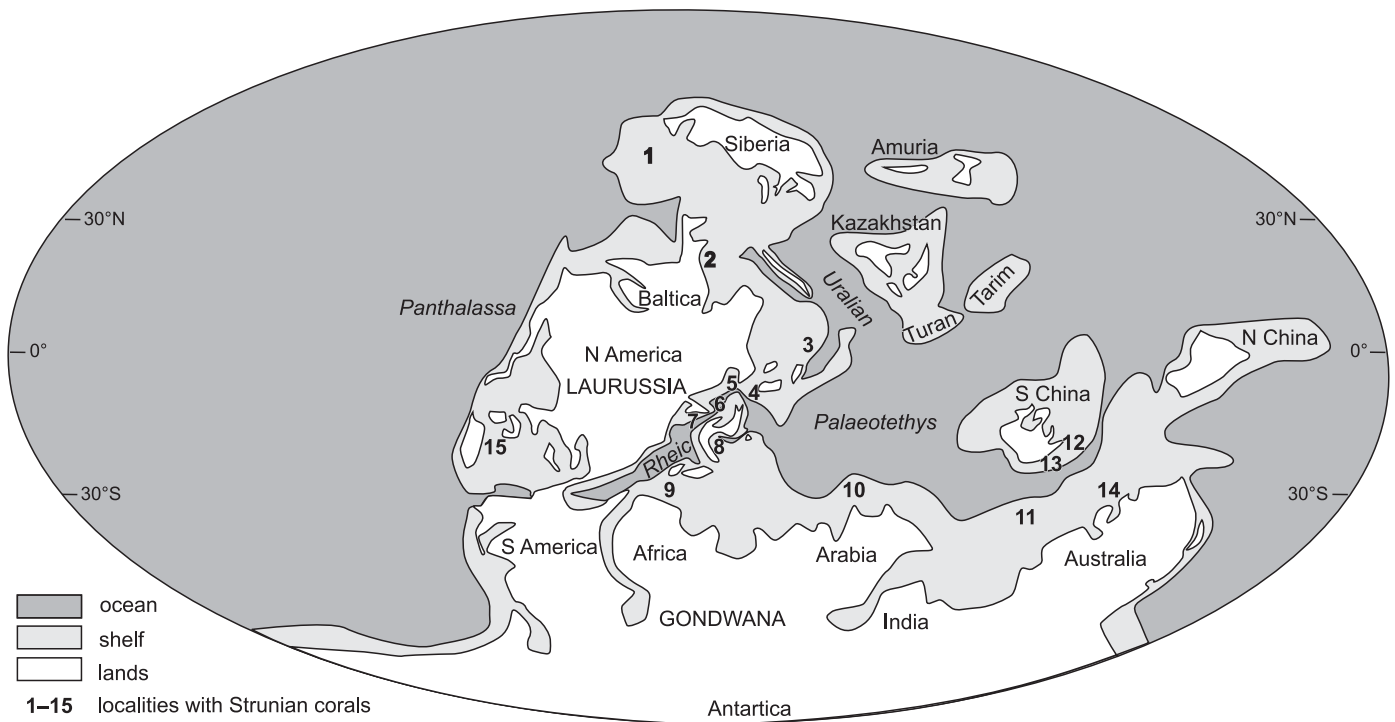 Siberia
Amuria
1
30°N
30°N
Kazakhstan
2
Uralian
Tarim
Baltica
Panthalassa
Turan
3
N China
0°
0°
N America
LAURUSSIA
5
4
6
S China
7
Palaeotethys
8
Rheic
15
12
13
30°S
9
10
14
30°S
11
S America
Africa
Arabia
Australia
ocean
GONDWANA
India
shelf
lands
1–15 localities with Strunian corals
Antartica